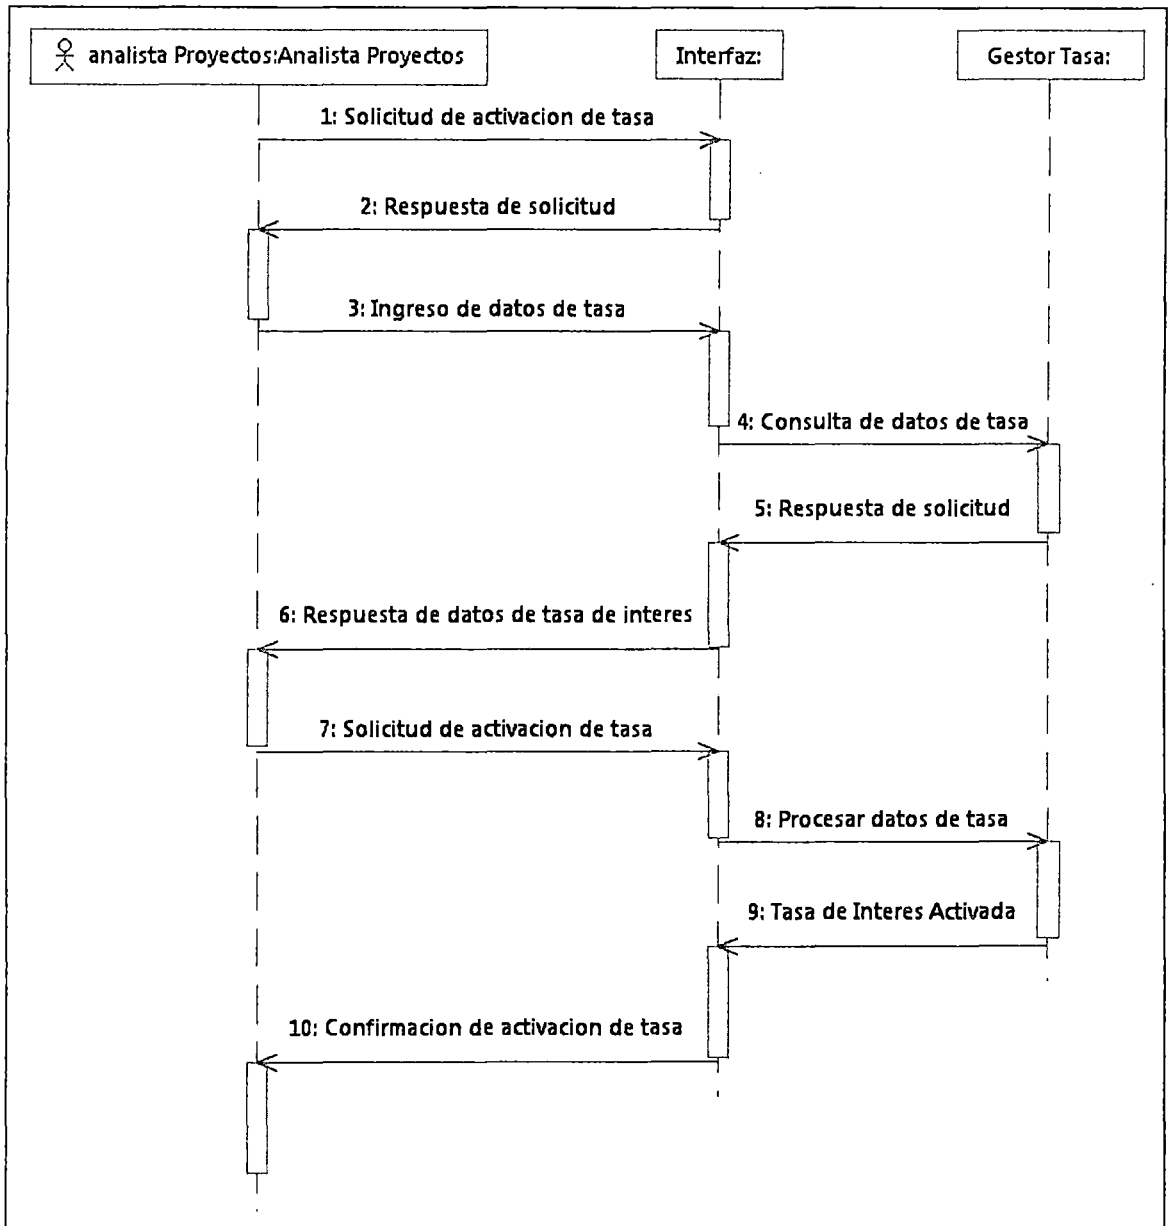 analista Proyectos:Analista Proyectos
Interfaz:
Gestor Tasa:
1: Solicitud de activacion de tasa
2: Respuesta de solicitud
3: Ingreso de datos de tasa
4: Consulta de datos de tasa
5: Respuesta de solicitud
6: Respuesta de datos de tasa de interes
7: Solicitud de activacion de tasa
8: Procesar datos de tasa
9: Tasa de Interes Activada
10: Confirmacion de activacion de tasa